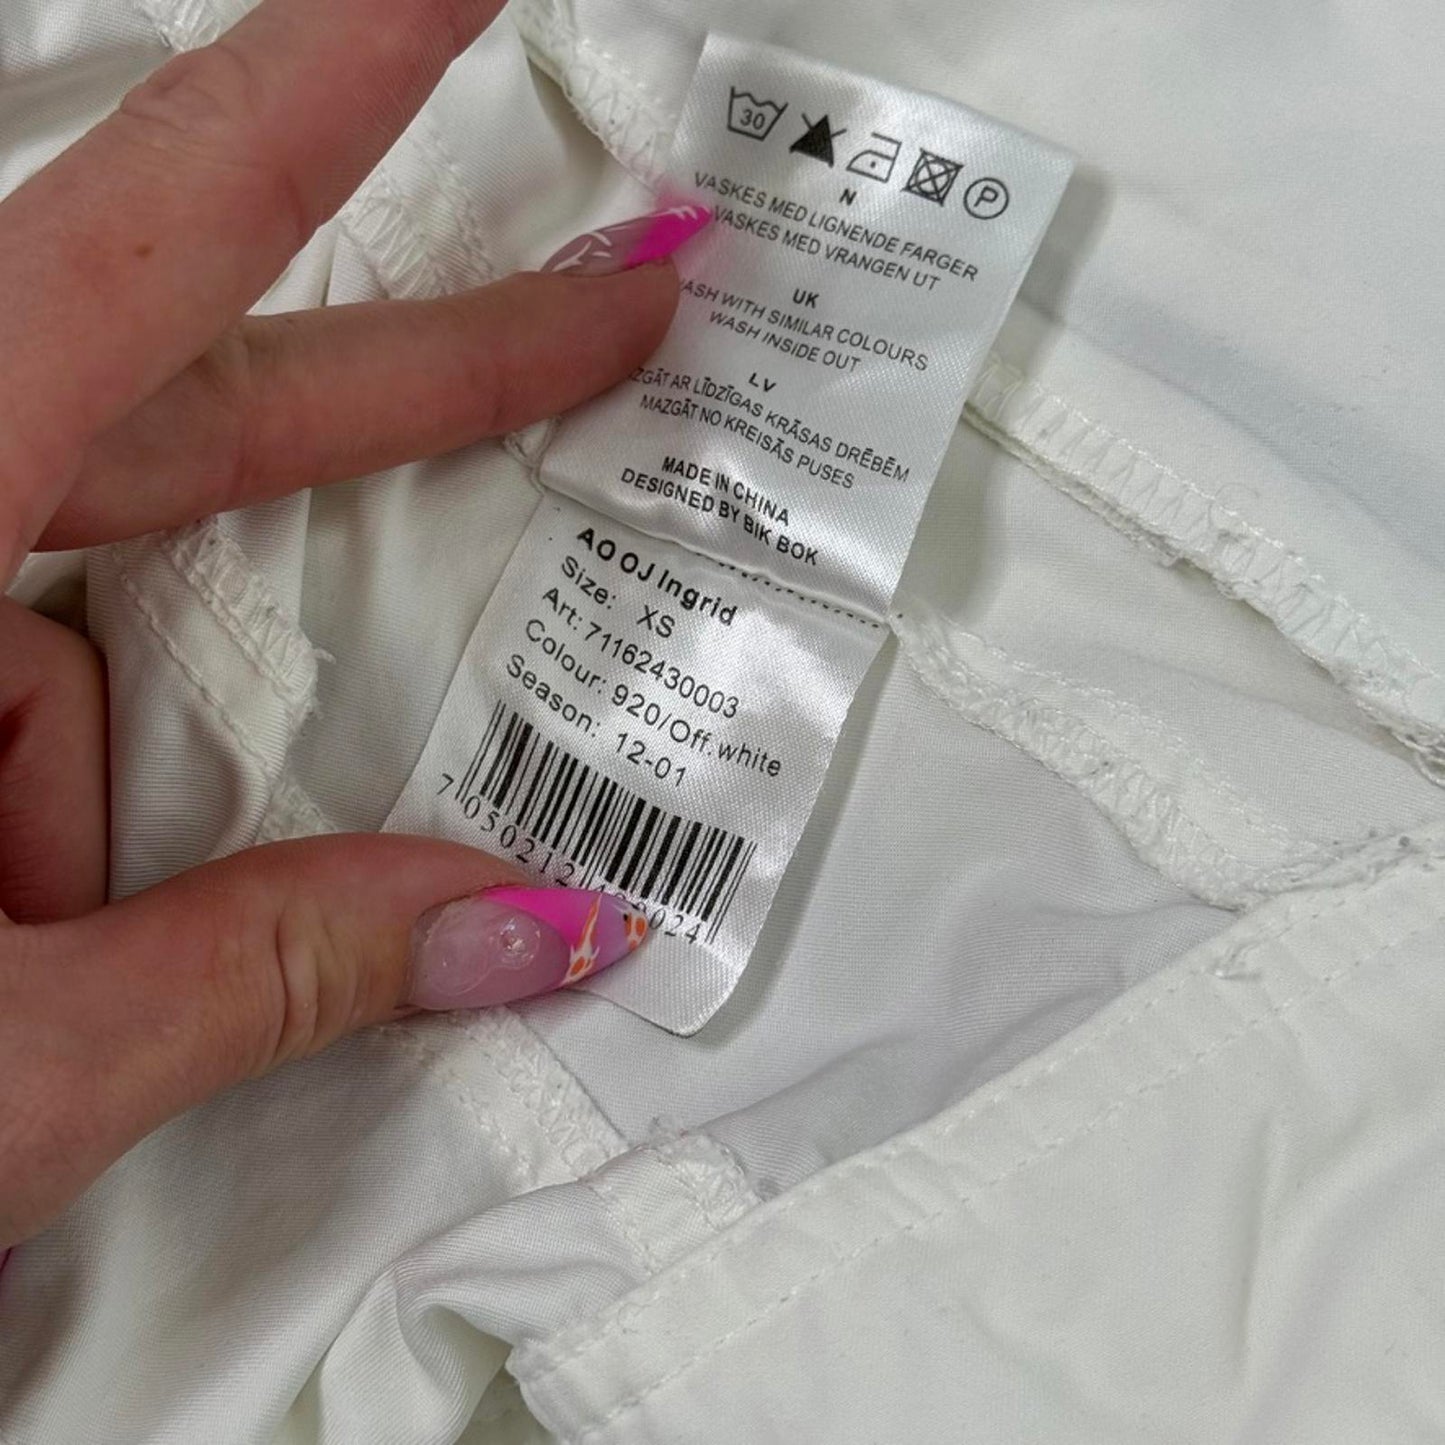 30
P
N
VASKES MED LIGNENDE FARGER
VASKES MED VRANGEN UT
UK
WITH SIMILAR COLOURS
WASH INSIDE OUT
LV
AR LĪDZĪGAS KRĀSAS DRĒBĒM
MAZGĀT NO KREISĀS PUSES
MADE IN CHINA
DESIGNED BY BIK BOK
AO OJ Ingrid
Size: XS
Art: 71162430003
Colour: 920/Off.white
Season: 12-01